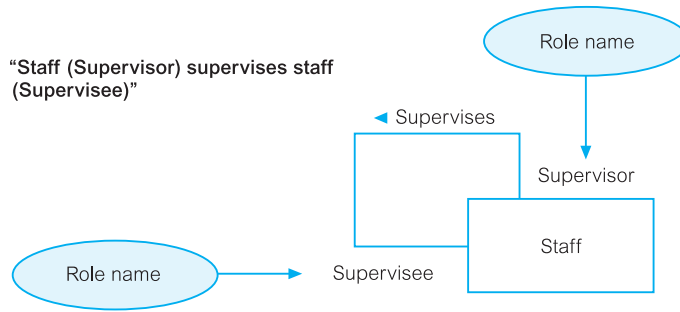 Role name
“Staff (Supervisor) supervises staff
(Supervisee)”
◄ Supervises
Supervisor
Staff
Role name
Supervisee